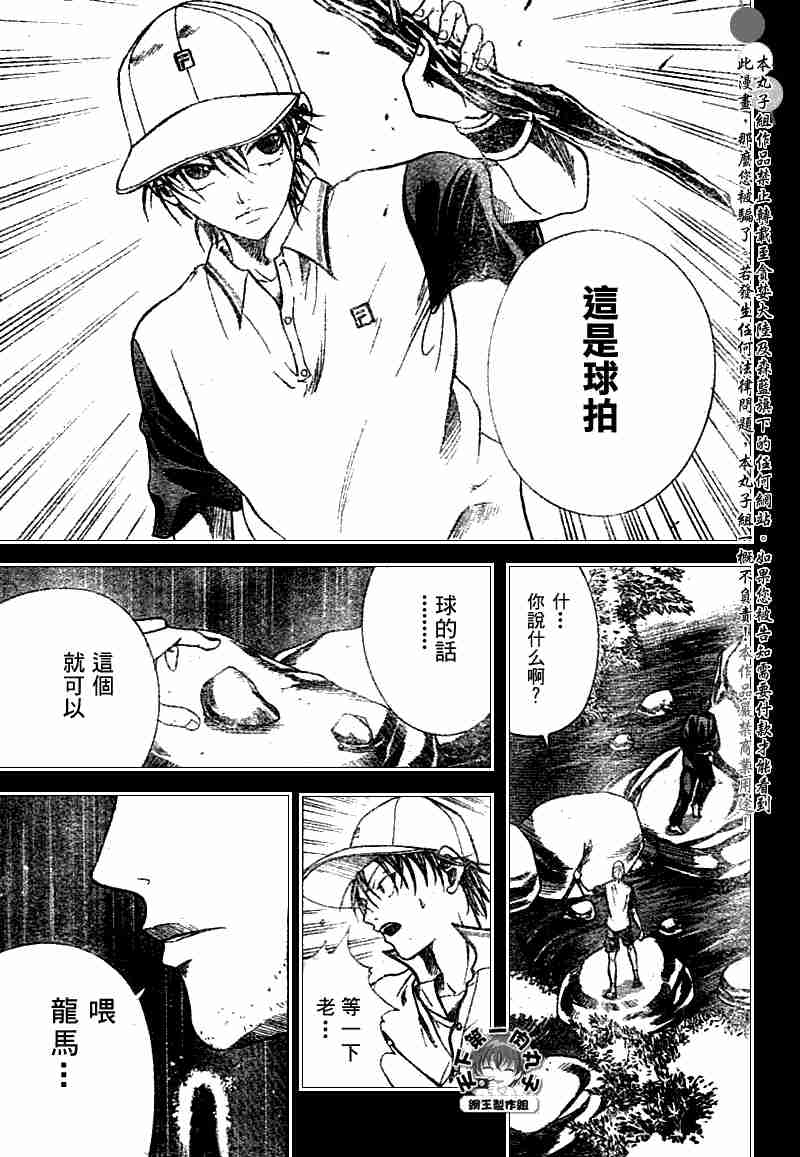 這是球拍
什…
你說什么啊？
球的話
………
這個
就可以
等一下
老…
喂
龍馬…
本丸子組作品禁止轉載至貪婪大陸及森藍旗下的任何網站。如果您被告知需要付款才能看到
此漫畫，那麼您被騙了。若發生任何法律問題，本丸子組一概不負責！本作品嚴禁商業用途！
網王製作組